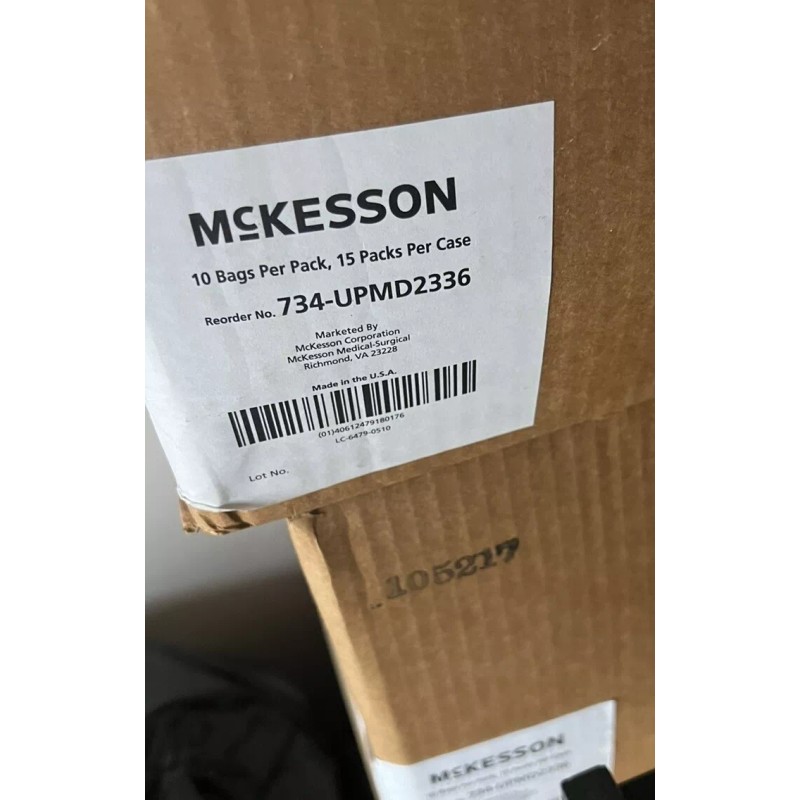 McKESSON
10 Bags Per Pack, 15 Packs Per Case
Reorder No. 734-UPMD2336
Marketed By
McKesson Corporation
McKesson Medical-Surgical
Richmond, VA 23228
Made in the U.S.A.
(01)40612479180176
LC-6479-0510
Lot No.
105217
McKESSON